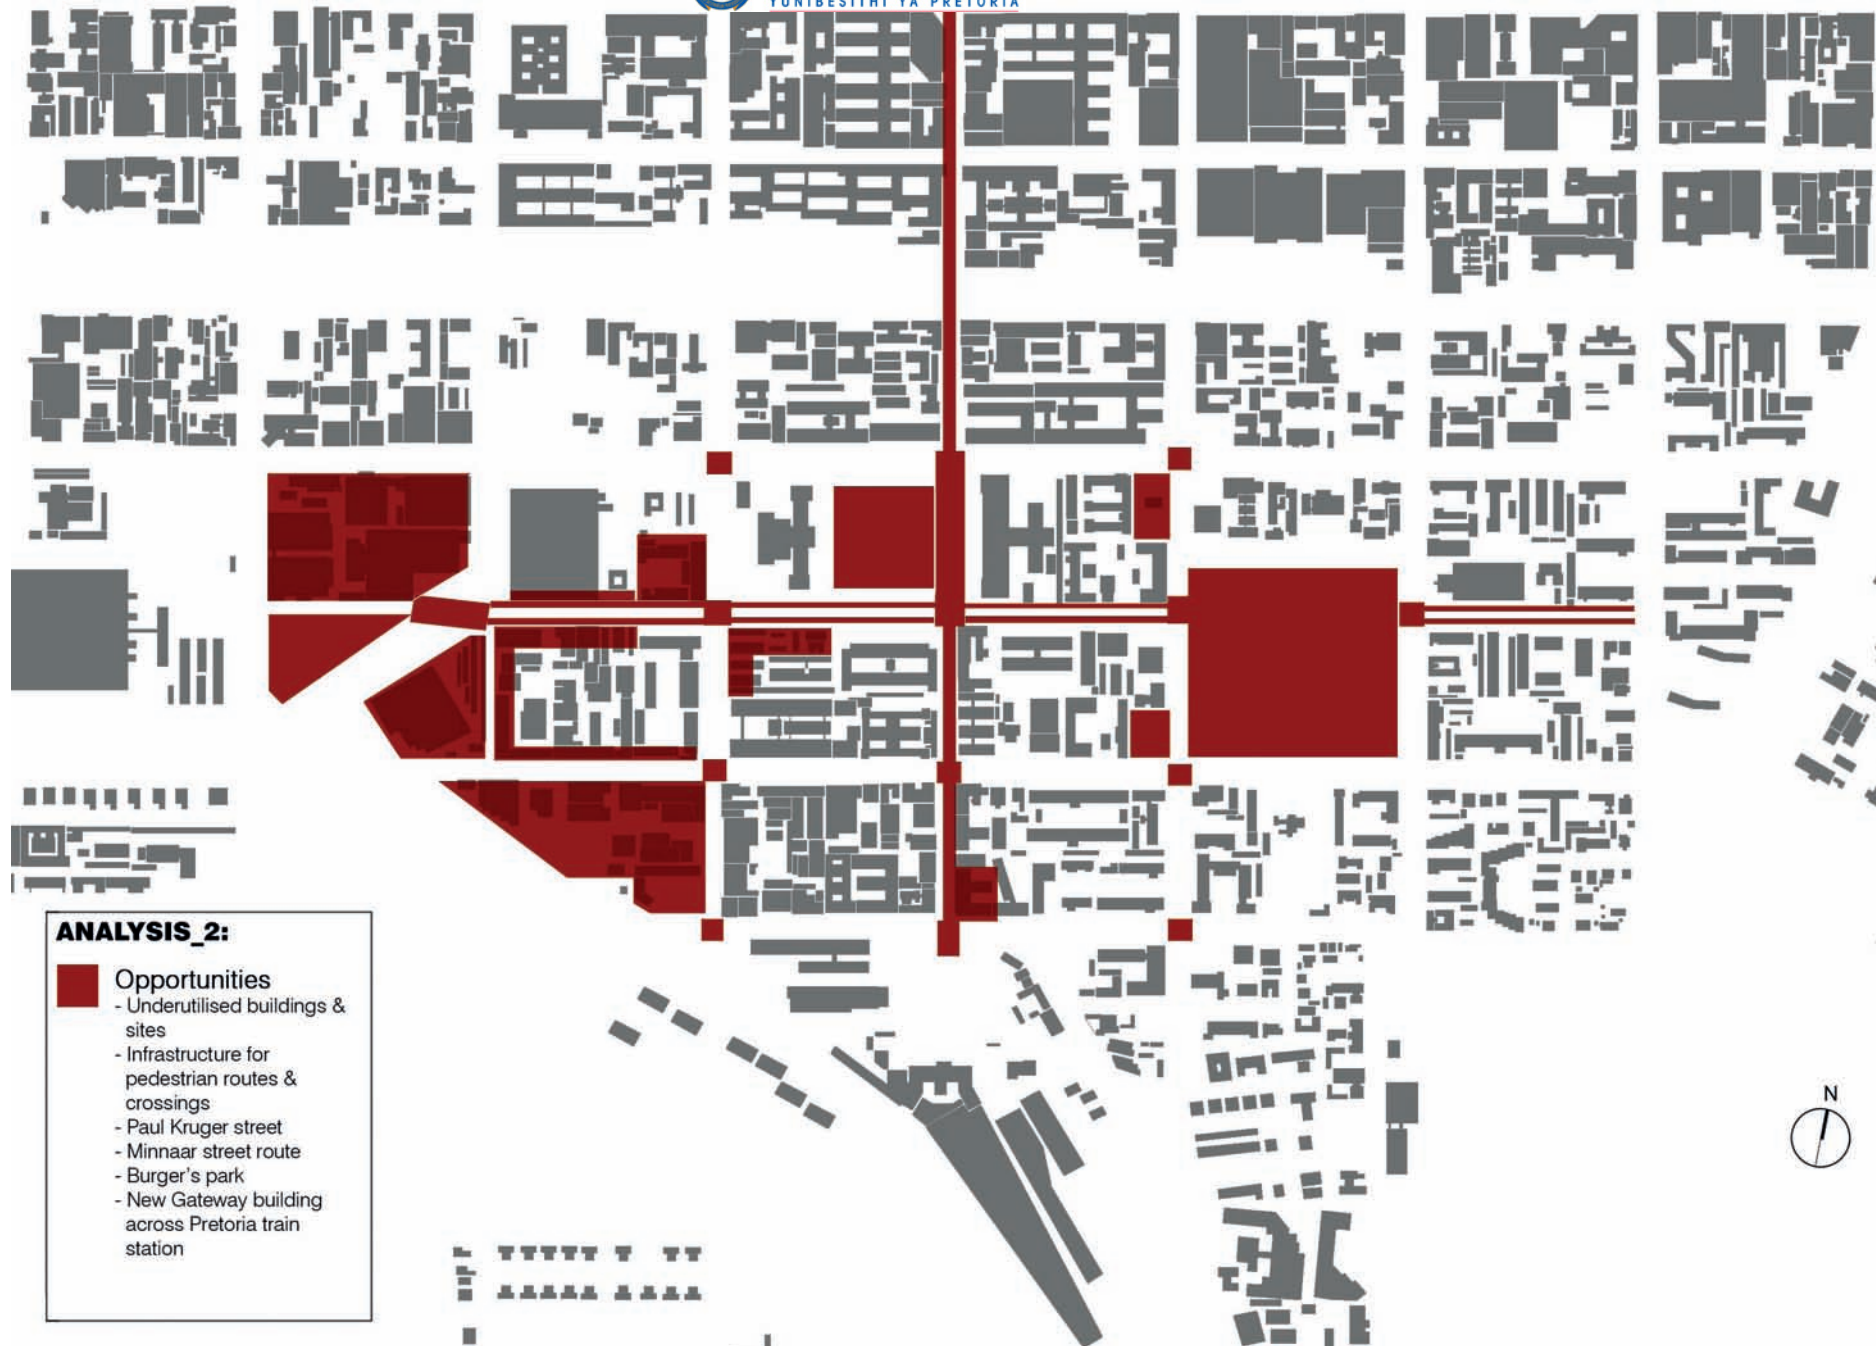 YUNIBESITHI YA PRETORIA
ANALYSIS_2:
Opportunities
- Underutilised buildings &
sites
- Infrastructure for
pedestrian routes &
crossings
- Paul Kruger street
- Minnaar street route
- Burger's park
- New Gateway building
across Pretoria train
station
N